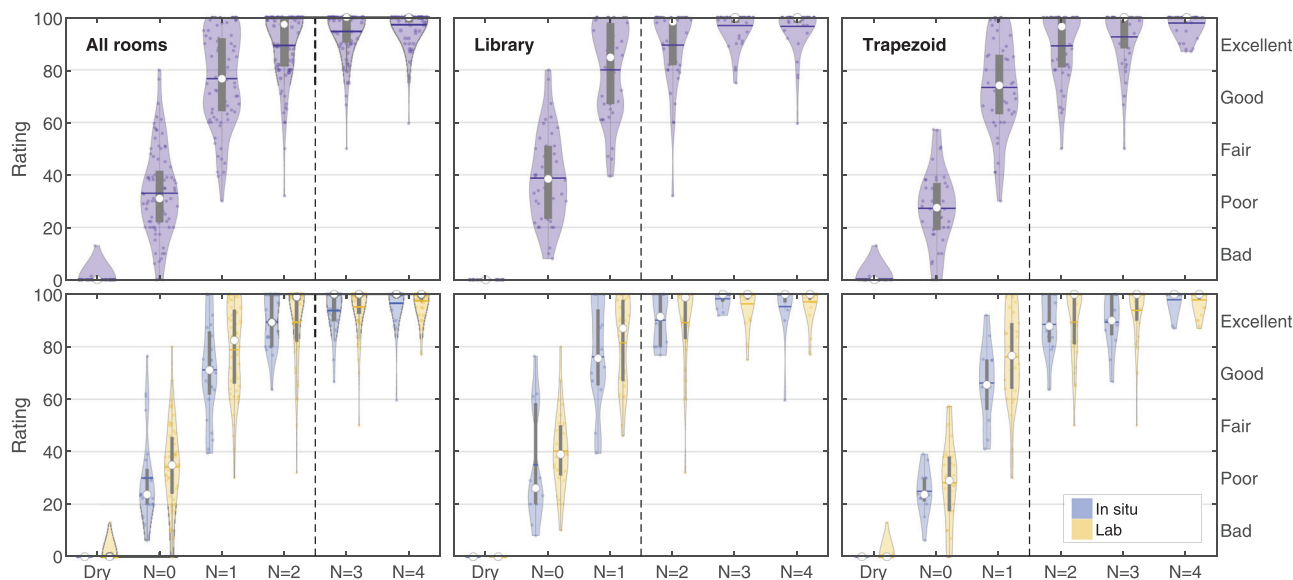 100
80
60
40
20
0
Rating
All rooms
Library
Trapezoid
Excellent
Good
Fair
Poor
Bad
100
80
60
40
20
0
Rating
Excellent
Good
Fair
Poor
Bad
In situ
Lab
Dry N=0 N=1 N=2 N=3 N=4
Dry N=0 N=1 N=2 N=3 N=4
Dry N=0 N=1 N=2 N=3 N=4